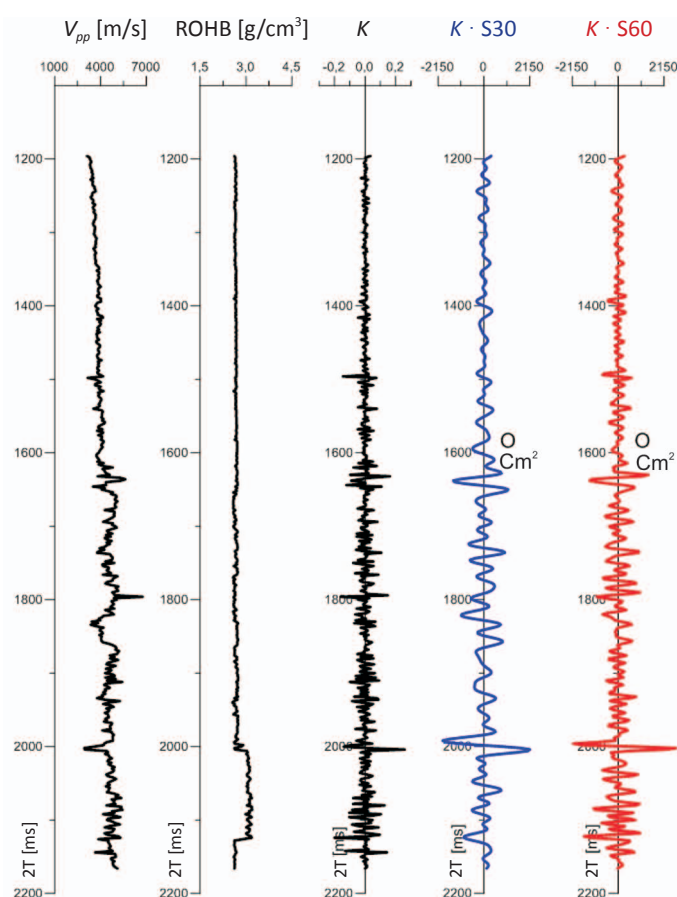 Vpp [m/s] ROHB [g/cm³] K K · S30 K · S60
1000 4000 7000 1,5 3,0 4,5 -0,2 0,0 0,2 -2150 0 2150 -2150 0 2150
1200 1200 1200 1200 1200
1400 1400 1400 1400 1400
1600 1600 1600 1600 1600
O O
Cm² Cm²
1800 1800 1800 1800 1800
2000 2000 2000 2000 2000
2T [ms] 2T [ms] 2T [ms] 2T [ms] 2T [ms]
2200 2200 2200 2200 2200